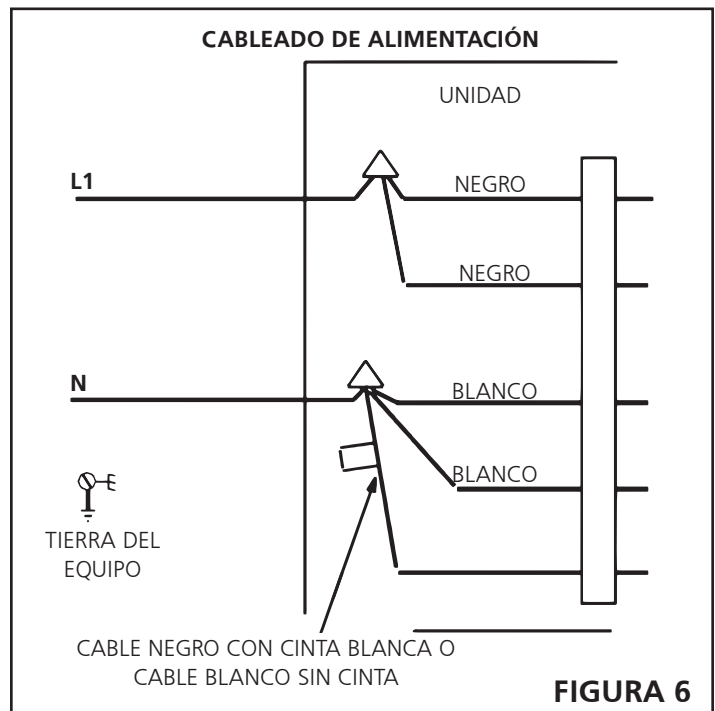 CABLEADO DE ALIMENTACIÓN
UNIDAD
L1
NEGRO
NEGRO
N
BLANCO
BLANCO
TIERRA DEL
EQUIPO
CABLE NEGRO CON CINTA BLANCA O
CABLE BLANCO SIN CINTA
FIGURA 6